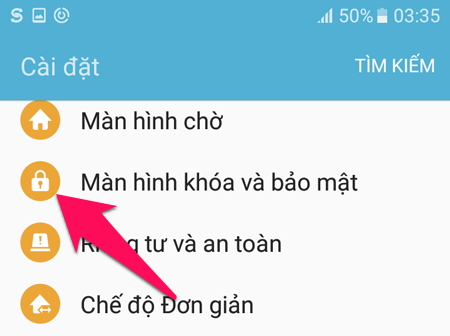 50% 03:35
Cài đặt
TÌM KIẾM
Màn hình chờ
Màn hình khóa và bảo mật
Riêng tư và an toàn
Chế độ Đơn giản